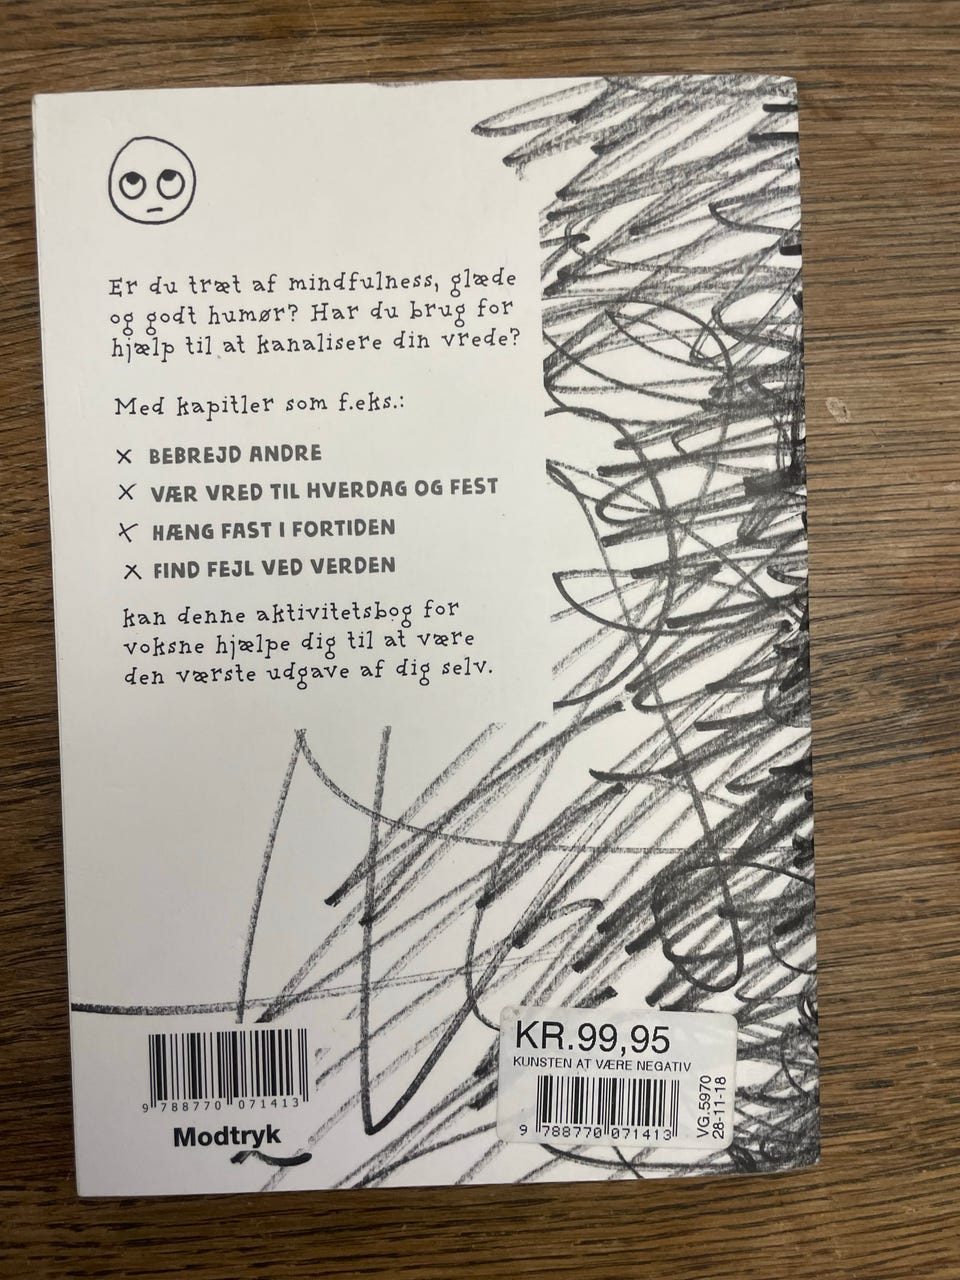 Er du træt af mindfulness, glæde
og godt humør? Har du brug for
hjælp til at kanalisere din vrede?
Med kapitler som f.eks.:
× BEBREJD ANDRE
× VÆR VRED TIL HVERDAG OG FEST
× HÆNG FAST I FORTIDEN
× FIND FEJL VED VERDEN
kan denne aktivitetsbog for
voksne hjælpe dig til at være
den værste udgave af dig selv.
9 788770 071413
Modtryk
KR.99,95
KUNSTEN AT VÆRE NEGATIV
9 788770 071413
VG.5970
28-11-18